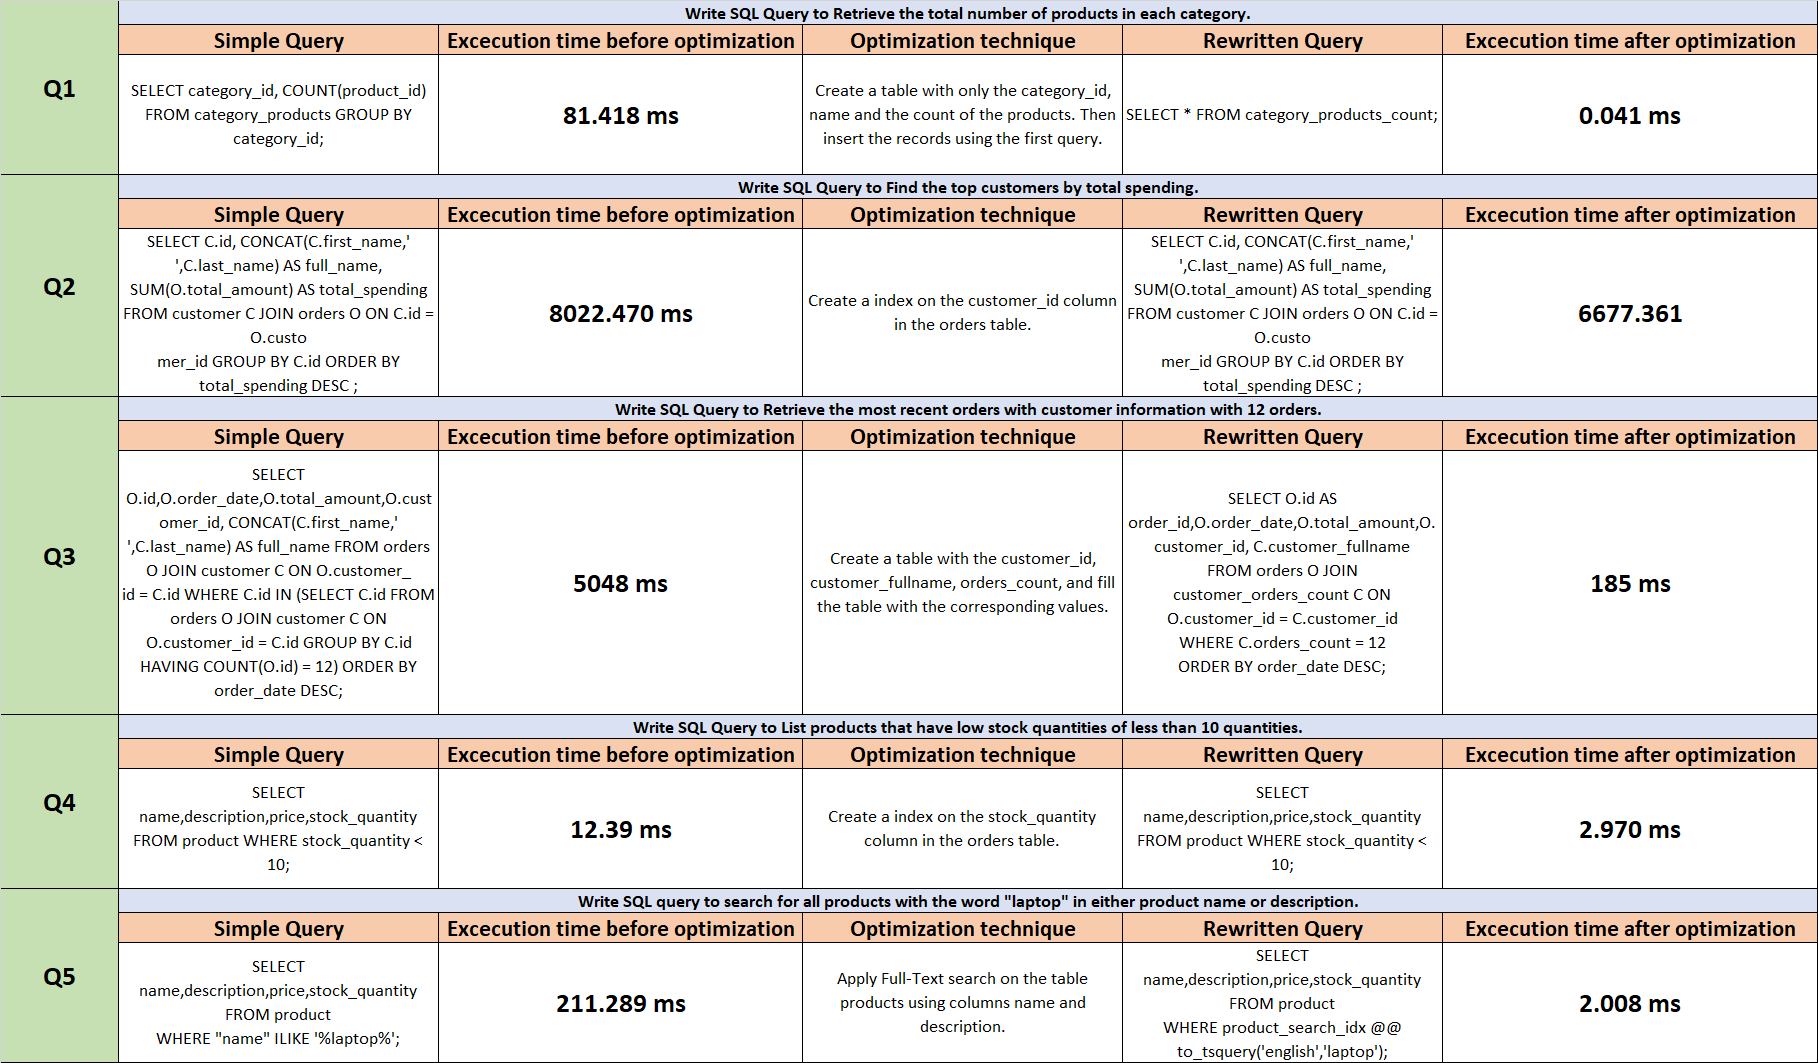 Write SQL Query to Retrieve the total number of products in each category.
Q1
Simple Query
Excecution time before optimization
Optimization technique
Rewritten Query
Excecution time after optimization
SELECT category_id, COUNT(product_id)
FROM category_products GROUP BY
category_id;
81.418 ms
Create a table with only the category_id,
name and the count of the products. Then
insert the records using the first query.
SELECT * FROM category_products_count;
0.041 ms
Write SQL Query to Find the top customers by total spending.
Q2
Simple Query
Excecution time before optimization
Optimization technique
Rewritten Query
Excecution time after optimization
SELECT C.id, CONCAT(C.first_name,'
',C.last_name) AS full_name,
SUM(O.total_amount) AS total_spending
FROM customer C JOIN orders O ON C.id =
O.custo
mer_id GROUP BY C.id ORDER BY
total_spending DESC ;
8022.470 ms
Create a index on the customer_id column
in the orders table.
SELECT C.id, CONCAT(C.first_name,'
',C.last_name) AS full_name,
SUM(O.total_amount) AS total_spending
FROM customer C JOIN orders O ON C.id =
O.custo
mer_id GROUP BY C.id ORDER BY
total_spending DESC ;
6677.361
Write SQL Query to Retrieve the most recent orders with customer information with 12 orders.
Q3
Simple Query
Excecution time before optimization
Optimization technique
Rewritten Query
Excecution time after optimization
SELECT
O.id,O.order_date,O.total_amount,O.cust
omer_id, CONCAT(C.first_name,'
',C.last_name) AS full_name FROM orders
O JOIN customer C ON O.customer_
id = C.id WHERE C.id IN (SELECT C.id FROM
orders O JOIN customer C ON
O.customer_id = C.id GROUP BY C.id
HAVING COUNT(O.id) = 12) ORDER BY
order_date DESC;
5048 ms
Create a table with the customer_id,
customer_fullname, orders_count, and fill
the table with the corresponding values.
SELECT O.id AS
order_id,O.order_date,O.total_amount,O.
customer_id, C.customer_fullname
FROM orders O JOIN
customer_orders_count C ON
O.customer_id = C.customer_id
WHERE C.orders_count = 12
ORDER BY order_date DESC;
185 ms
Write SQL Query to List products that have low stock quantities of less than 10 quantities.
Q4
Simple Query
Excecution time before optimization
Optimization technique
Rewritten Query
Excecution time after optimization
SELECT
name,description,price,stock_quantity
FROM product WHERE stock_quantity <
10;
12.39 ms
Create a index on the stock_quantity
column in the orders table.
SELECT
name,description,price,stock_quantity
FROM product WHERE stock_quantity <
10;
2.970 ms
Write SQL query to search for all products with the word "laptop" in either product name or description.
Q5
Simple Query
Excecution time before optimization
Optimization technique
Rewritten Query
Excecution time after optimization
SELECT
name,description,price,stock_quantity
FROM product
WHERE "name" ILIKE '%laptop%';
211.289 ms
Apply Full-Text search on the table
products using columns name and
description.
SELECT
name,description,price,stock_quantity
FROM product
WHERE product_search_idx @@
to_tsquery('english','laptop');
2.008 ms